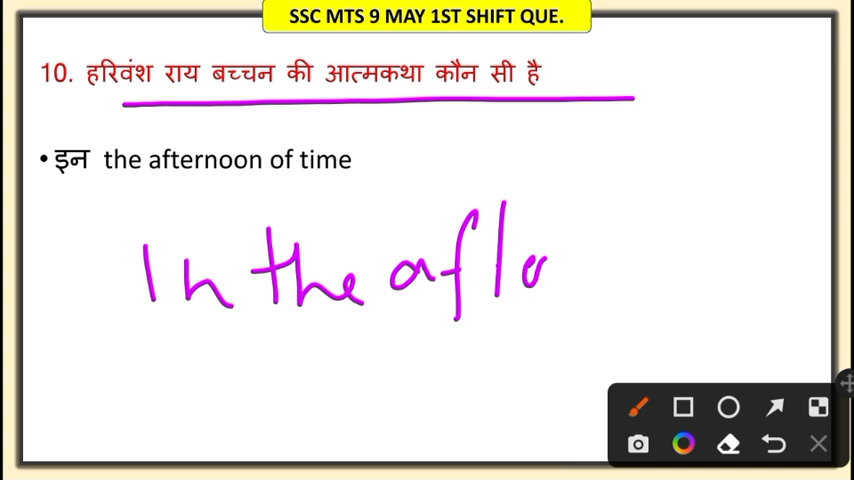 SSC MTS 9 MAY 1ST SHIFT QUE.
10. हरिवंश राय बच्चन की आत्मकथा कौन सी है
• इन the afternoon of time
In the